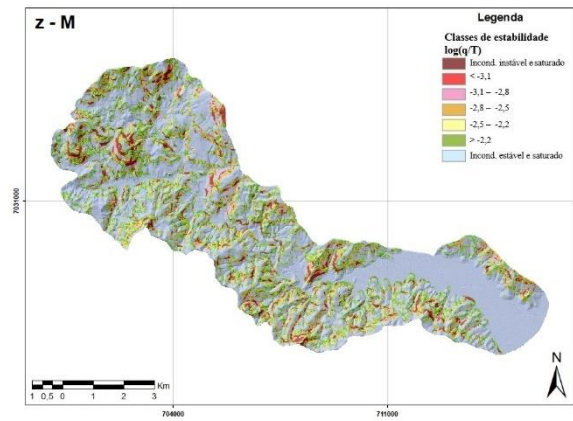 z - M
Legenda
Classes de estabilidade
log(q/T)
Incond. instável e saturado
< -3,1
-3,1 – -2,8
-2,8 – -2,5
-2,5 – -2,2
> -2,2
Incond. estável e saturado
7031000
N
Km
1 0,5 0 1 2 3
704000
711000